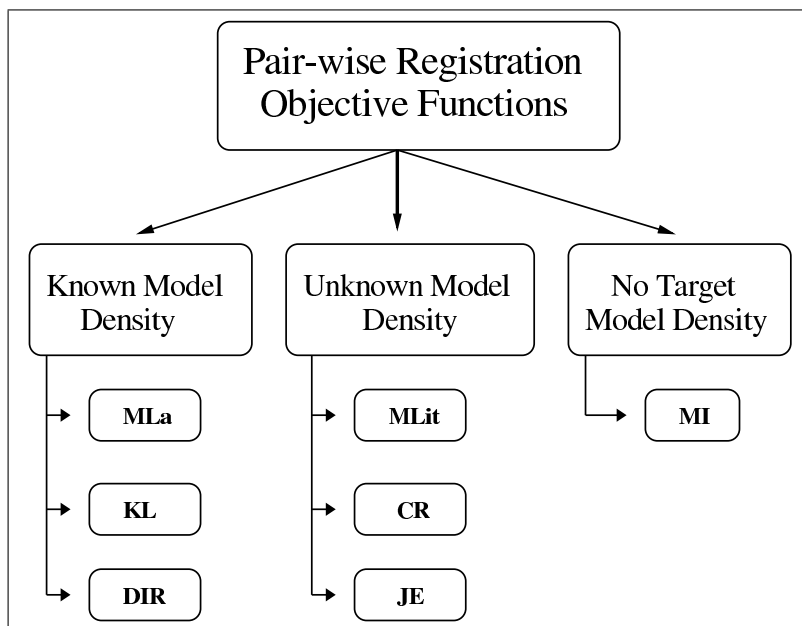 Pair-wise Registration
Objective Functions
Known Model
Density
Unknown Model
Density
No Target
Model Density
MLa
MLit
MI
KL
CR
DIR
JE